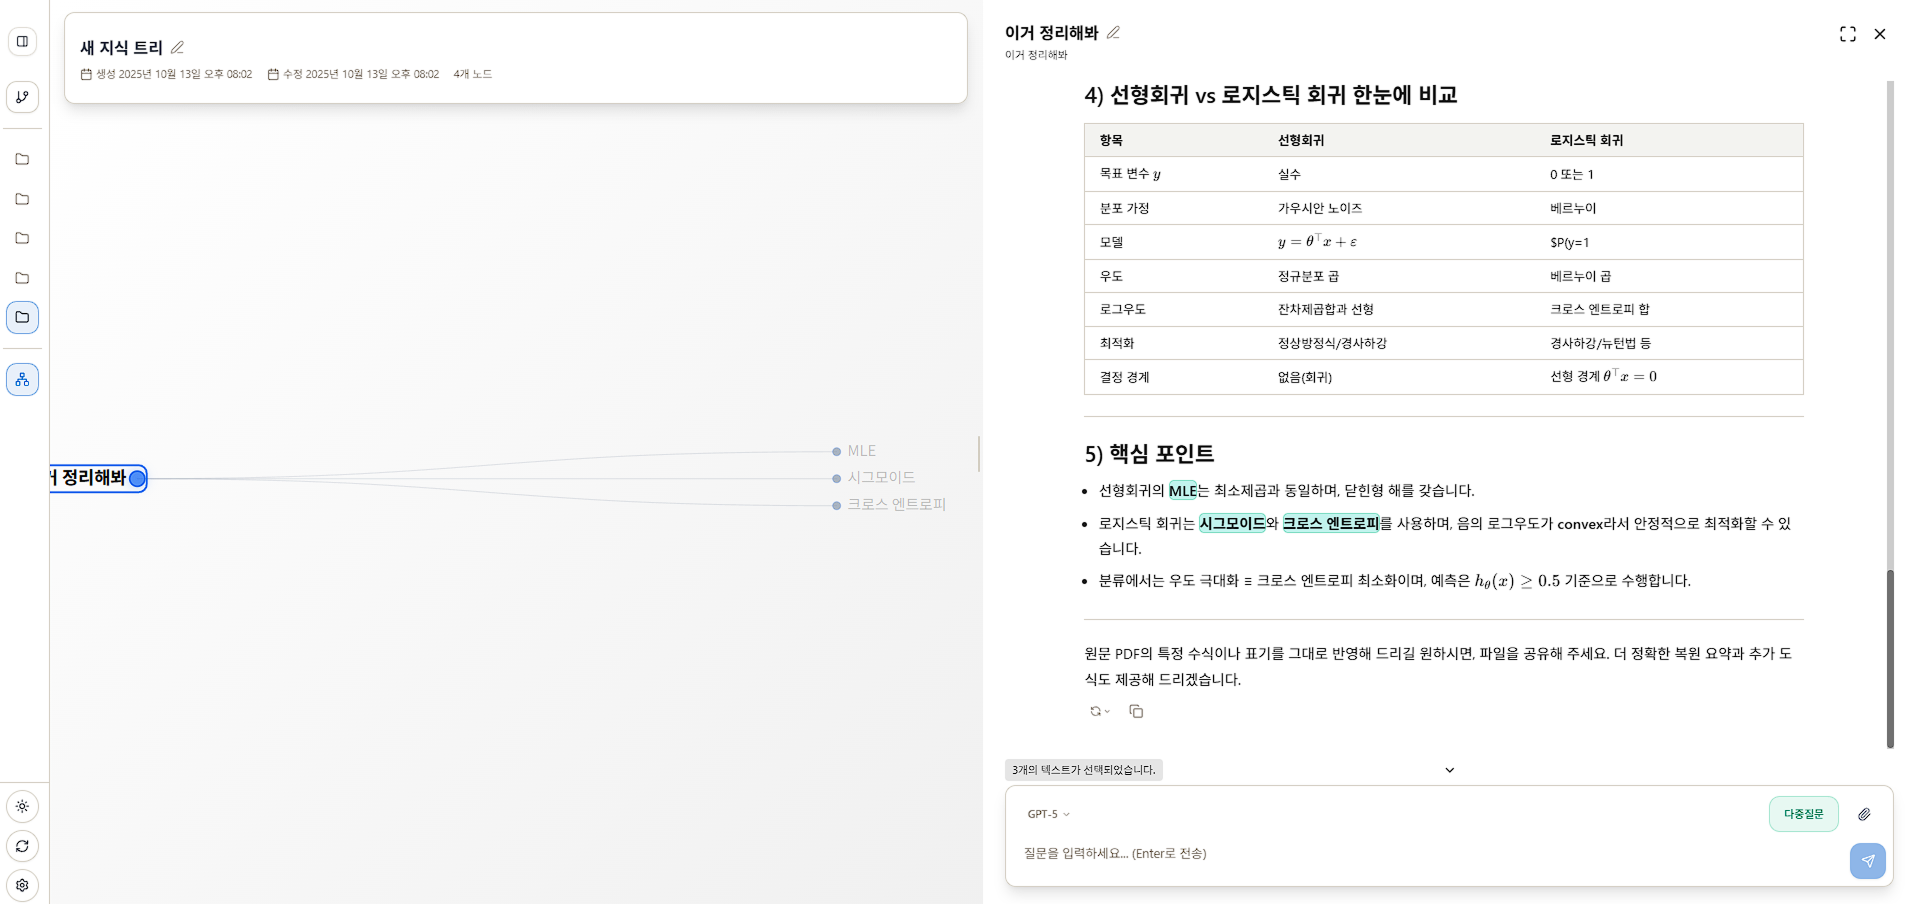 새 지식 트리
생성 2025년 10월 13일 오후 08:02 수정 2025년 10월 13일 오후 08:02 4개 노드
정리해봐
MLE
시그모이드
크로스 엔트로피
이거 정리해봐
이거 정리해봐
4) 선형회귀 vs 로지스틱 회귀 한눈에 비교
항목 선형회귀 로지스틱 회귀
목표 변수 y 실수 0 또는 1
분포 가정 가우시안 노이즈 베르누이
모델 y = θ⊤x + ε $P(y=1
우도 정규분포 곱 베르누이 곱
로그우도 잔차제곱합과 선형 크로스 엔트로피 합
최적화 정상방정식/경사하강 경사하강/뉴턴법 등
결정 경계 없음(회귀) 선형 경계 θ⊤x = 0
5) 핵심 포인트
• 선형회귀의 MLE는 최소제곱과 동일하며, 닫힌형 해를 갖습니다.
• 로지스틱 회귀는 시그모이드와 크로스 엔트로피를 사용하며, 음의 로그우도가 convex라서 안정적으로 최적화할 수 있
습니다.
• 분류에서는 우도 극대화 ≡ 크로스 엔트로피 최소화이며, 예측은 hθ(x) ≥ 0.5 기준으로 수행합니다.
원문 PDF의 특정 수식이나 표기를 그대로 반영해 드리길 원하시면, 파일을 공유해 주세요. 더 정확한 복원 요약과 추가 도
식도 제공해 드리겠습니다.
3개의 텍스트가 선택되었습니다.
GPT-5 다중질문
질문을 입력하세요... (Enter로 전송)